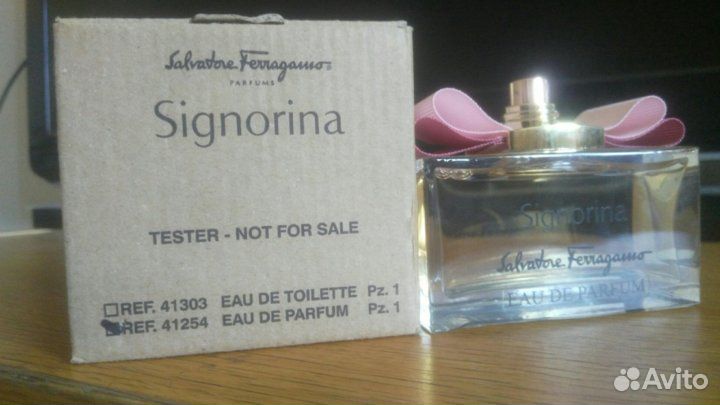 Salvatore Ferragamo
PARFUMS
Signorina
TESTER - NOT FOR SALE
REF. 41303 EAU DE TOILETTE Pz. 1
REF. 41254 EAU DE PARFUM Pz. 1
Signorina
Salvatore Ferragamo
EAU DE PARFUM
Avito